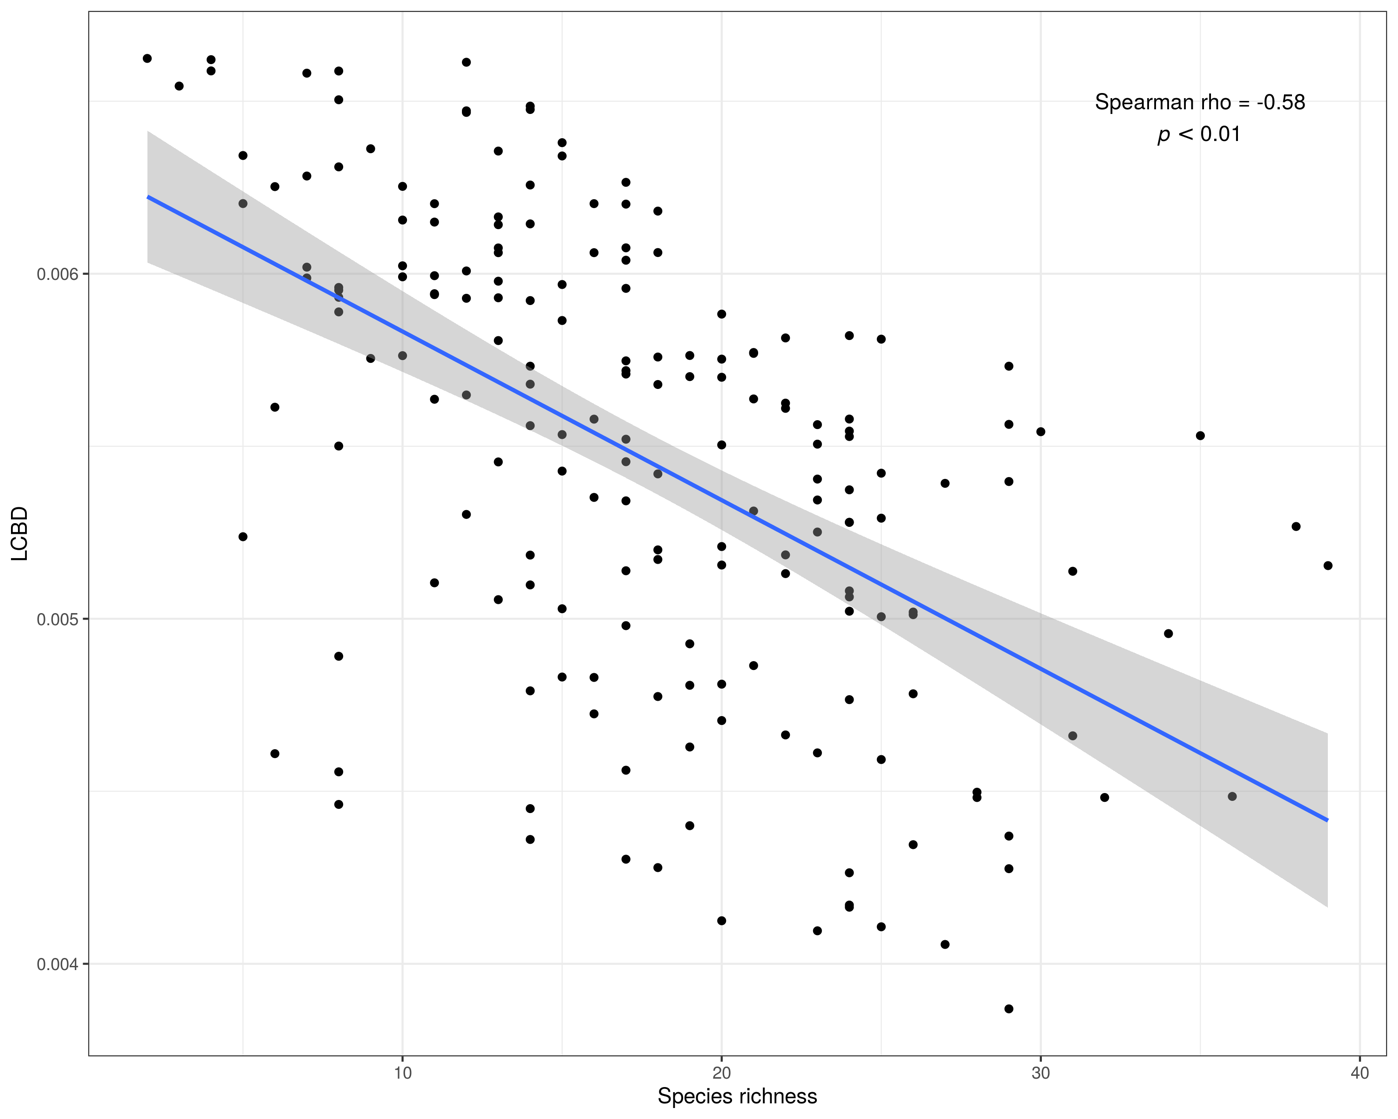 Spearman rho = -0.58
p < 0.01
LCBD
0.006
0.005
0.004
10 20 30 40
Species richness